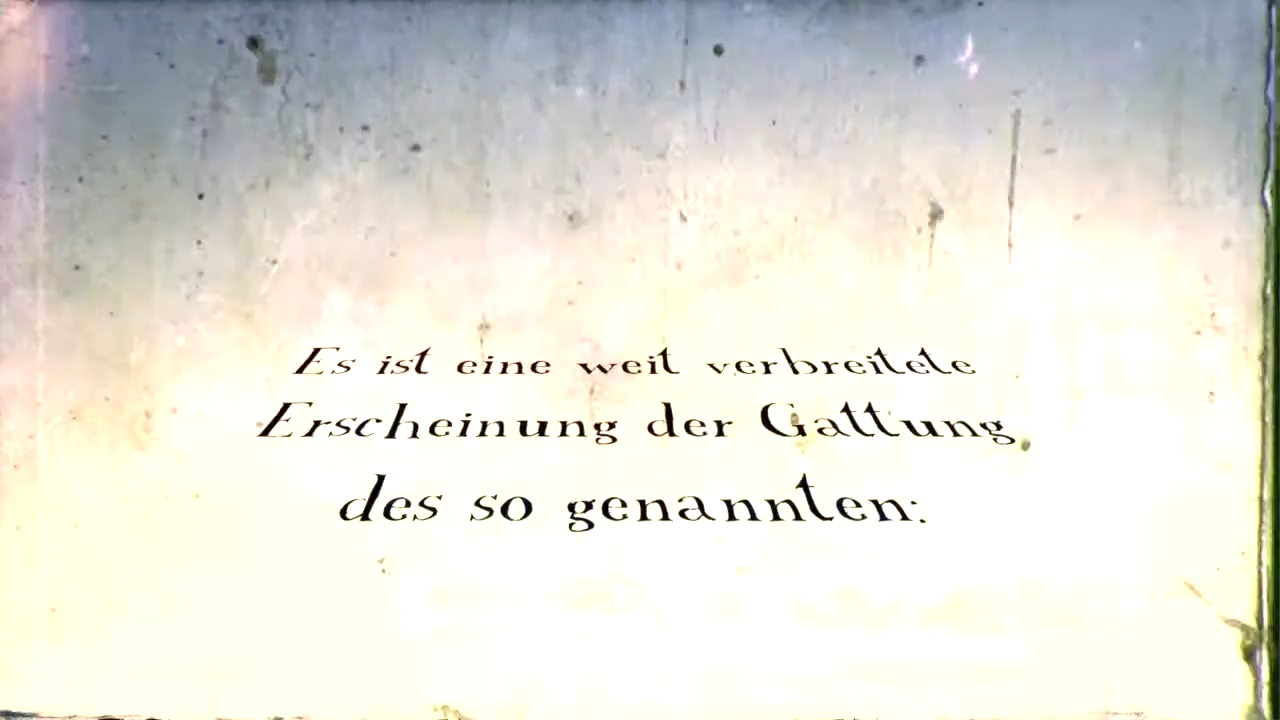 Es ist eine weit verbreitete
Erscheinung der Gattung
des so genannten: